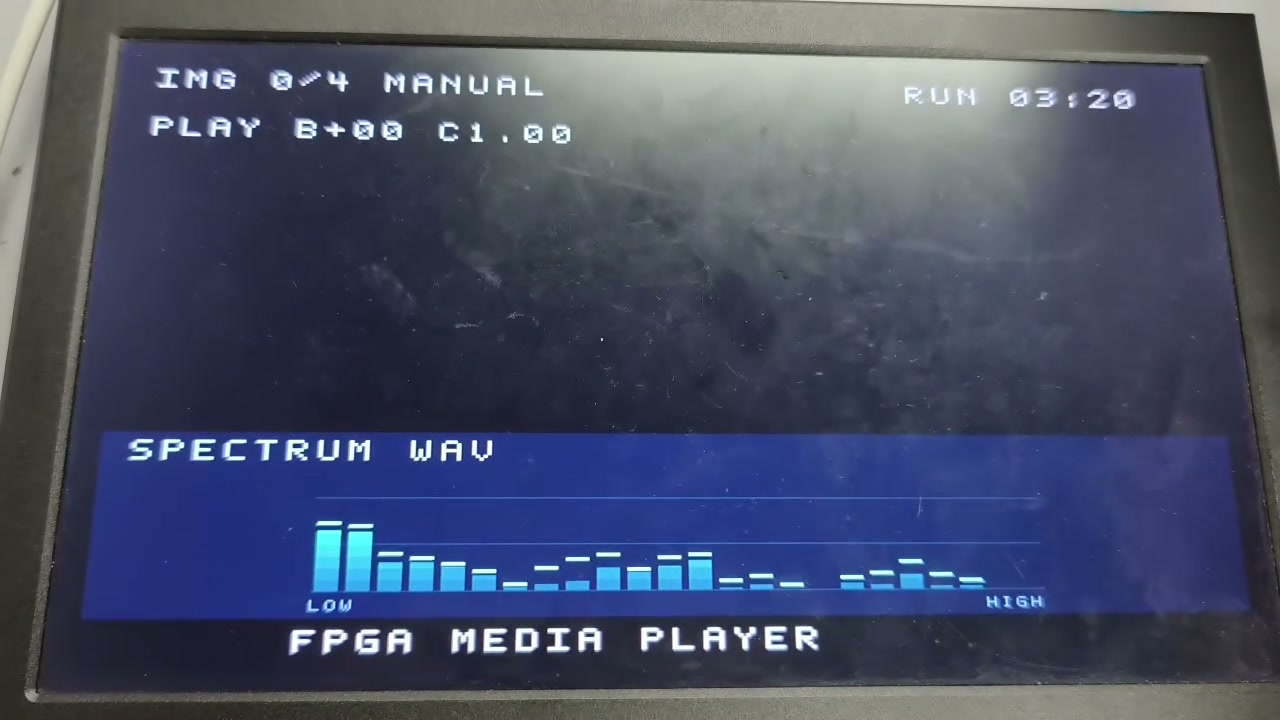 IMG 0/4 MANUAL
RUN 03:20
PLAY B+00 C1.00
SPECTRUM WAV
LOW
HIGH
FPGA MEDIA PLAYER